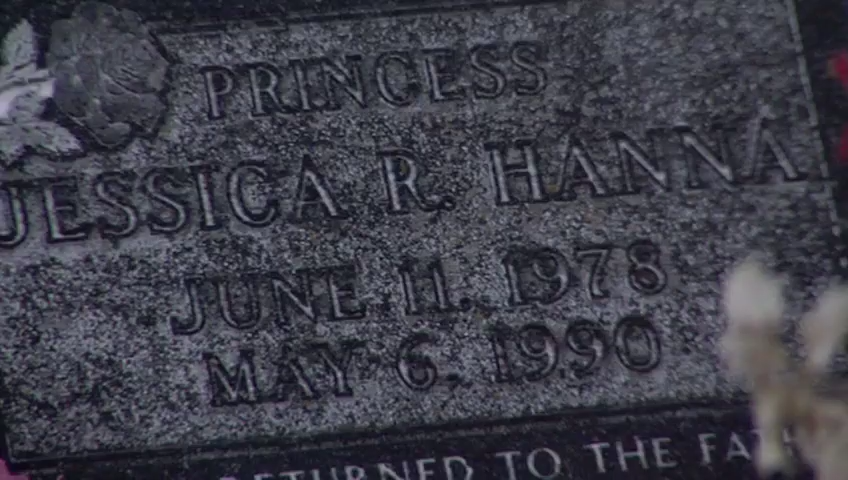 PRINCESS
JESSICA R. HANNA
JUNE 11. 1978
MAY 6. 1990
RETURNED TO THE